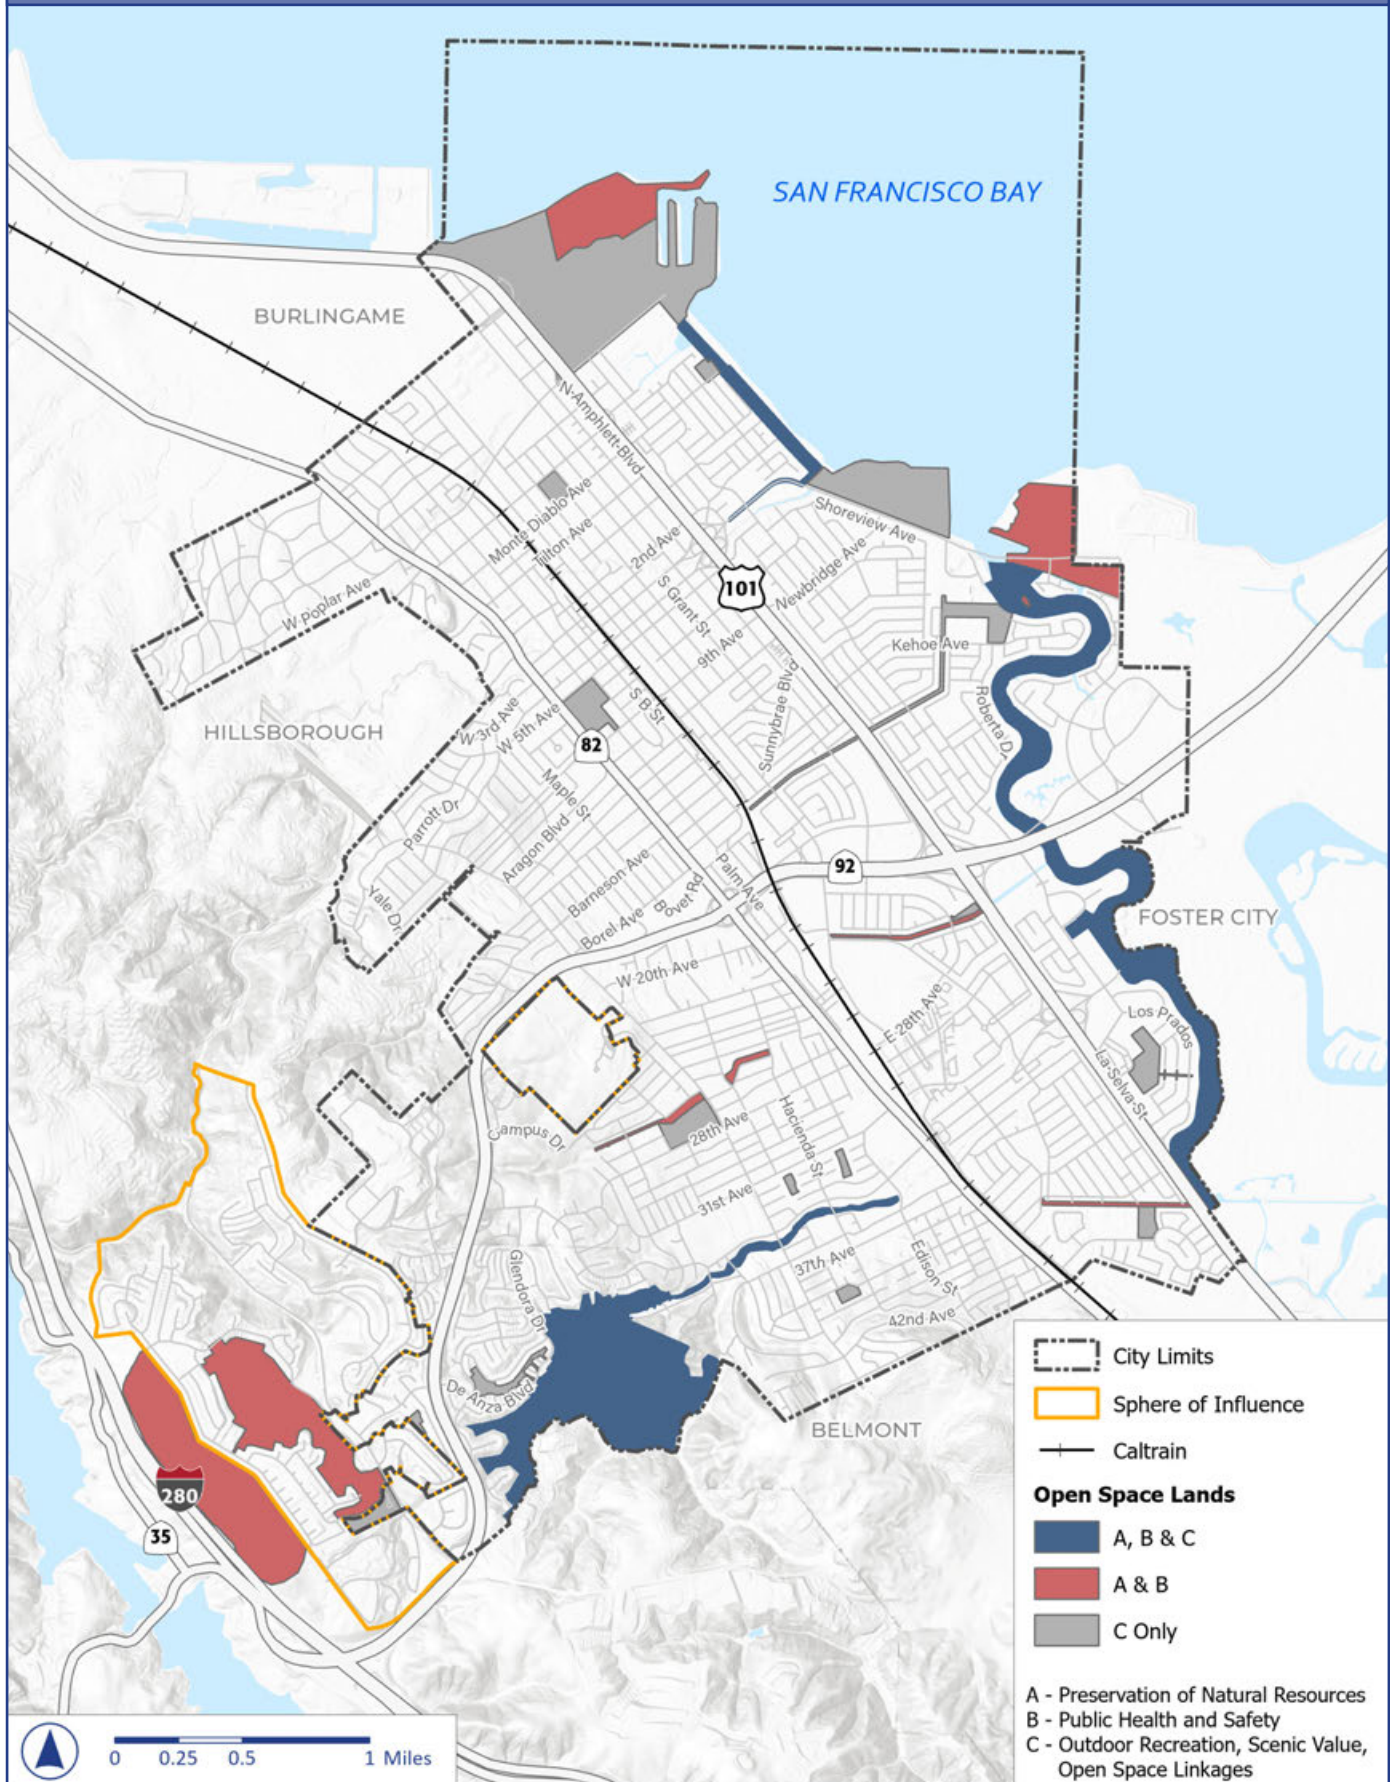 SAN FRANCISCO BAY
BURLINGAME
N Amphlett Blvd
Monte Diablo Ave
Tilton Ave
2nd Ave
Shoreview Ave
101
Newbridge Ave
S Grant St
W Poplar Ave
9th Ave
Kehoe Ave
HILLSBOROUGH
W 3rd Ave
W 5th Ave
S B St
Sunnybrae Blvd
Roberta Dr
82
Maple St
Parrott Dr
Aragon Blvd
Barneson Ave
Bovet Rd
Palm Ave
92
Yale Dr
Borel Ave
FOSTER CITY
W 20th Ave
E 28th Ave
Los Prados
La Selva St
Campus Dr
28th Ave
Hacienda St
31st Ave
Glendora Dr
37th Ave
Edison St
42nd Ave
De Anza Blvd
BELMONT
280
35
City Limits
Sphere of Influence
Caltrain
Open Space Lands
A, B & C
A & B
C Only
A - Preservation of Natural Resources
B - Public Health and Safety
C - Outdoor Recreation, Scenic Value,
Open Space Linkages
0 0.25 0.5 1 Miles